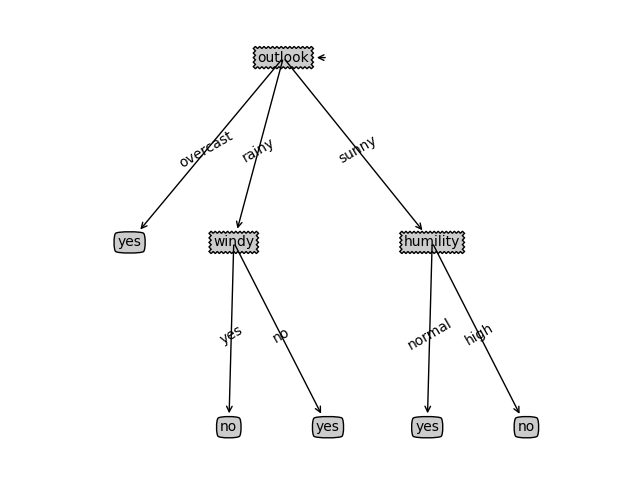 outlook
overcast
rainy
sunny
yes
windy
humility
yes
no
normal
high
no
yes
yes
no